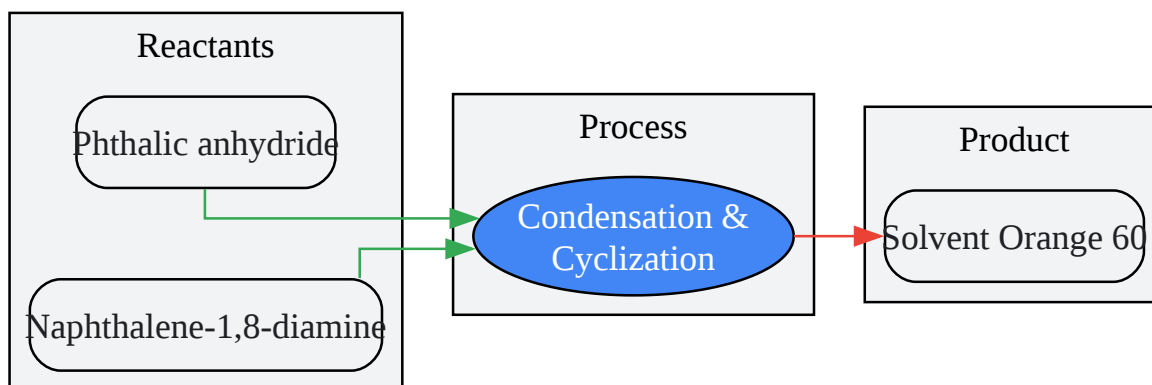 Reactants
Phthalic anhydride
Naphthalene-1,8-diamine
Process
Condensation &
Cyclization
Product
Solvent Orange 60